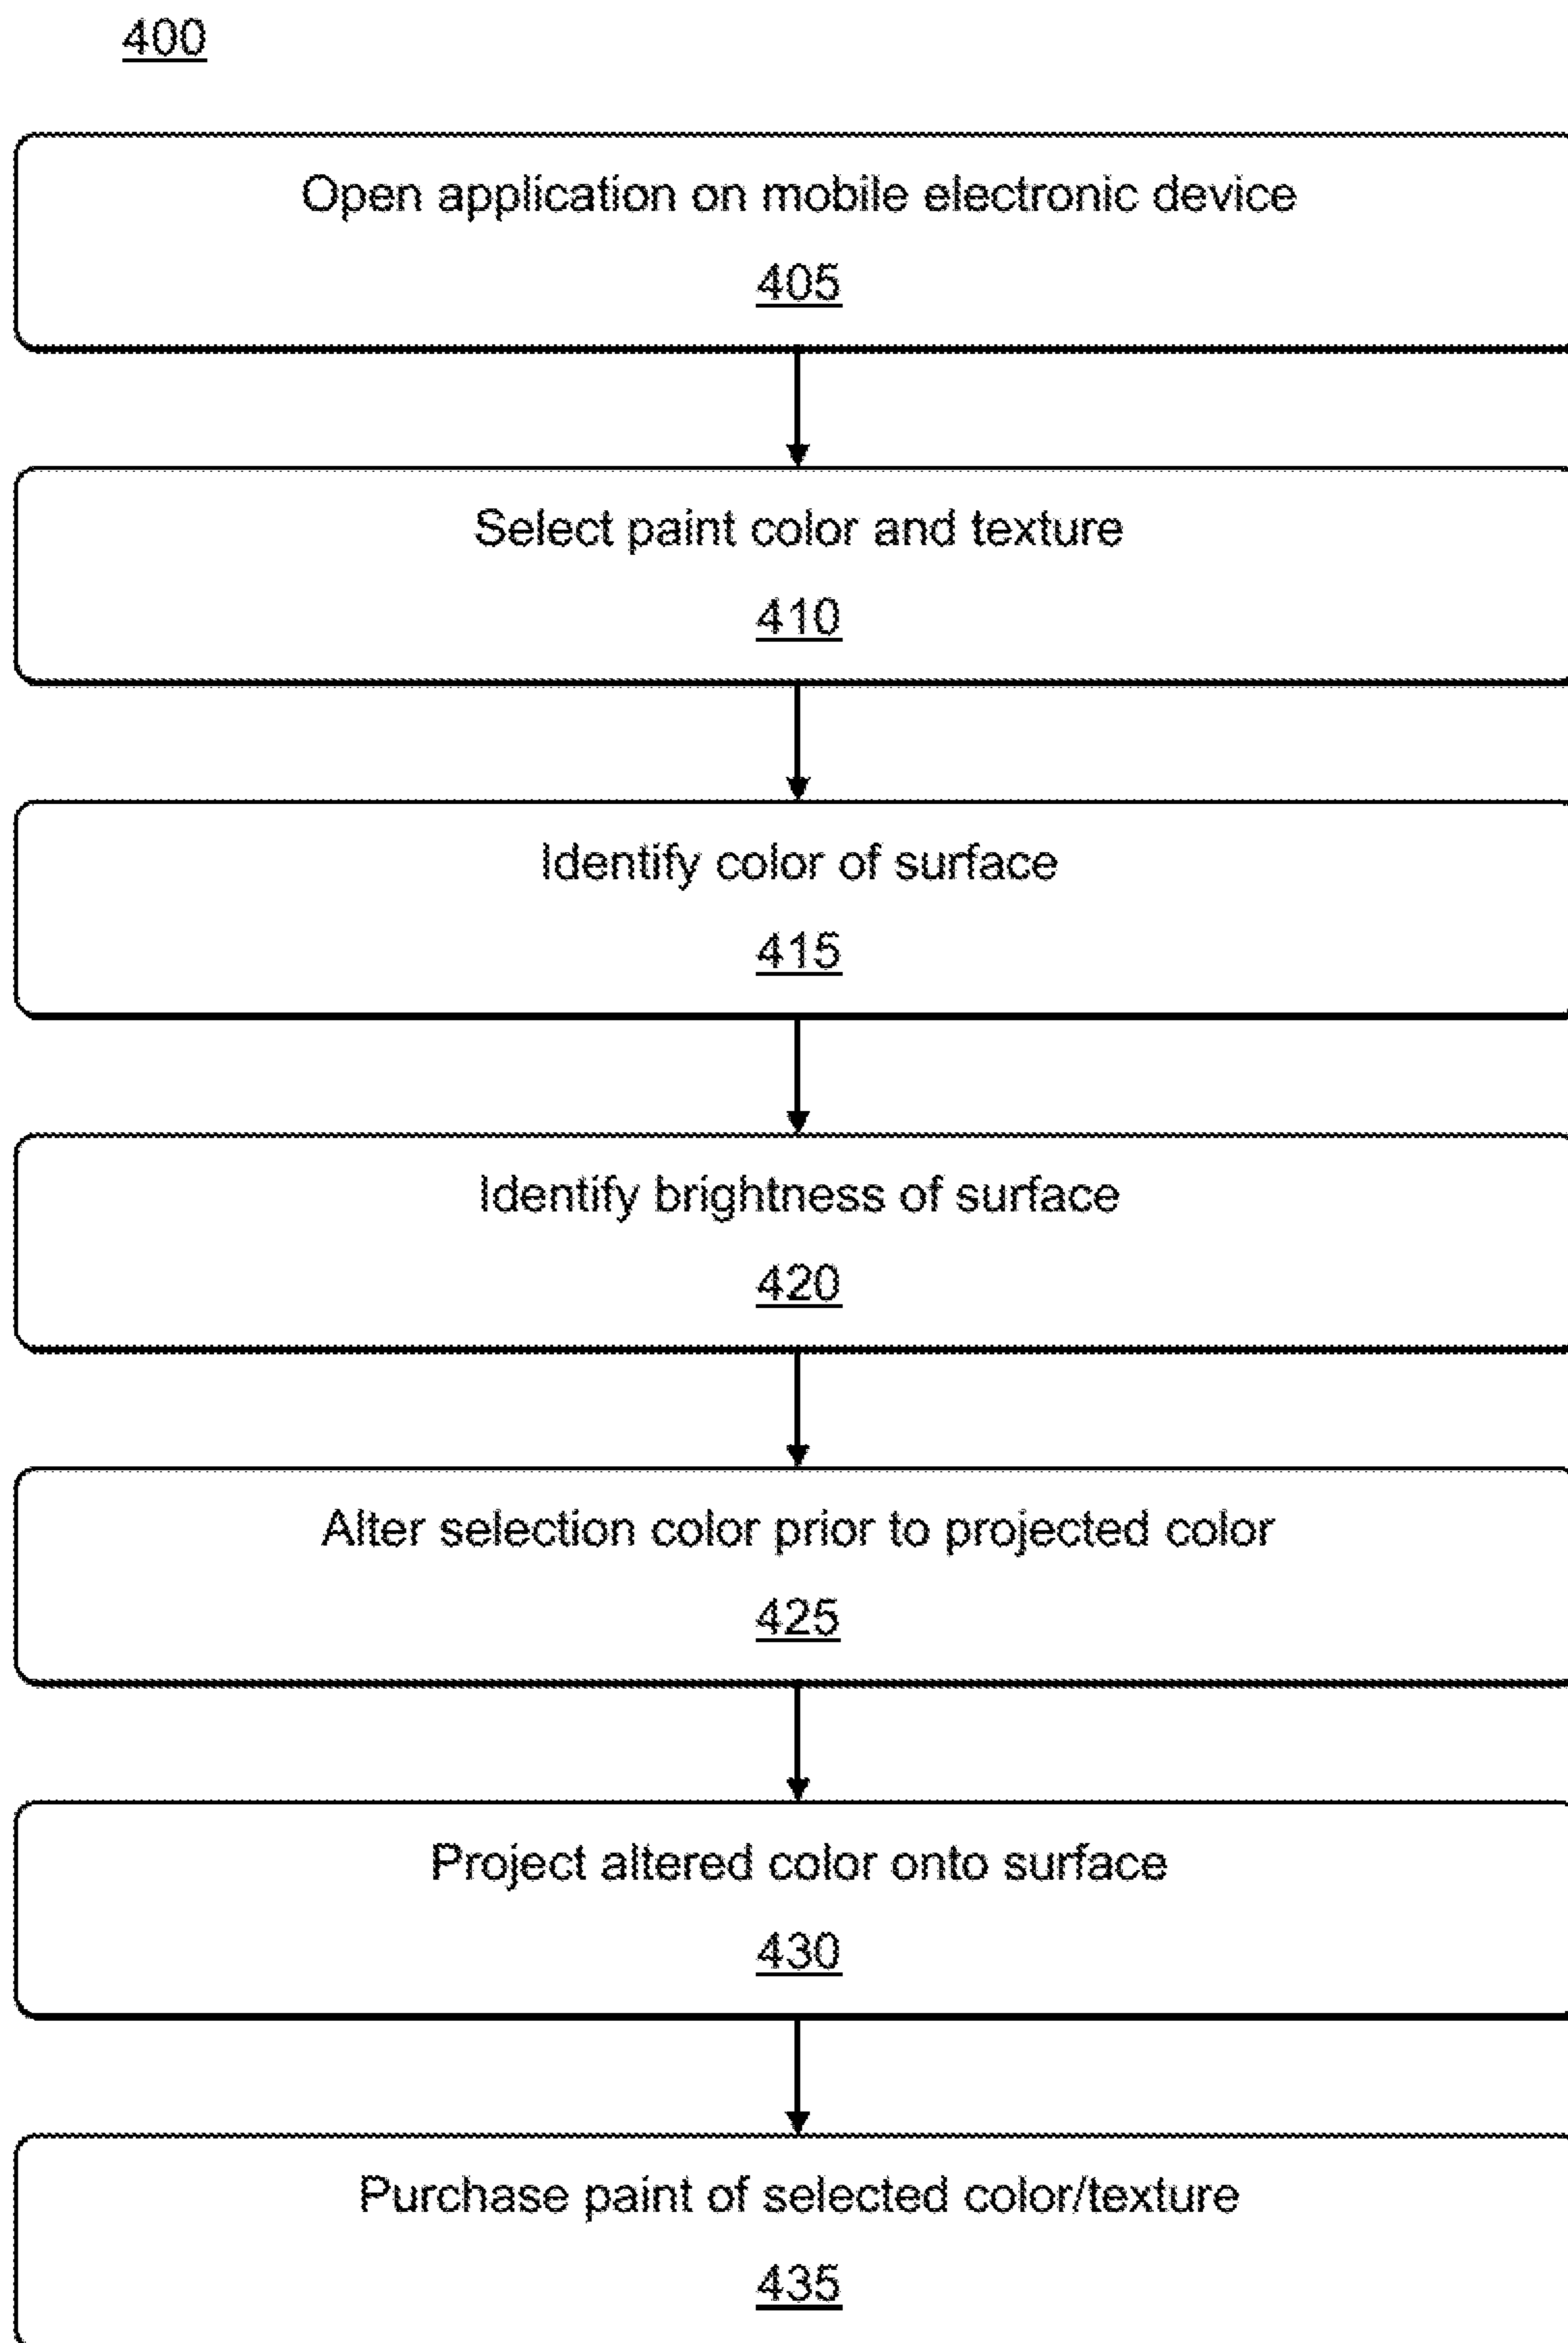 400
Open application on mobile electronic device
405
Select paint color and texture
410
Identify color of surface
415
Identify brightness of surface
420
Alter selection color prior to projected color
425
Project altered color onto surface
430
Purchase paint of selected color/texture
435